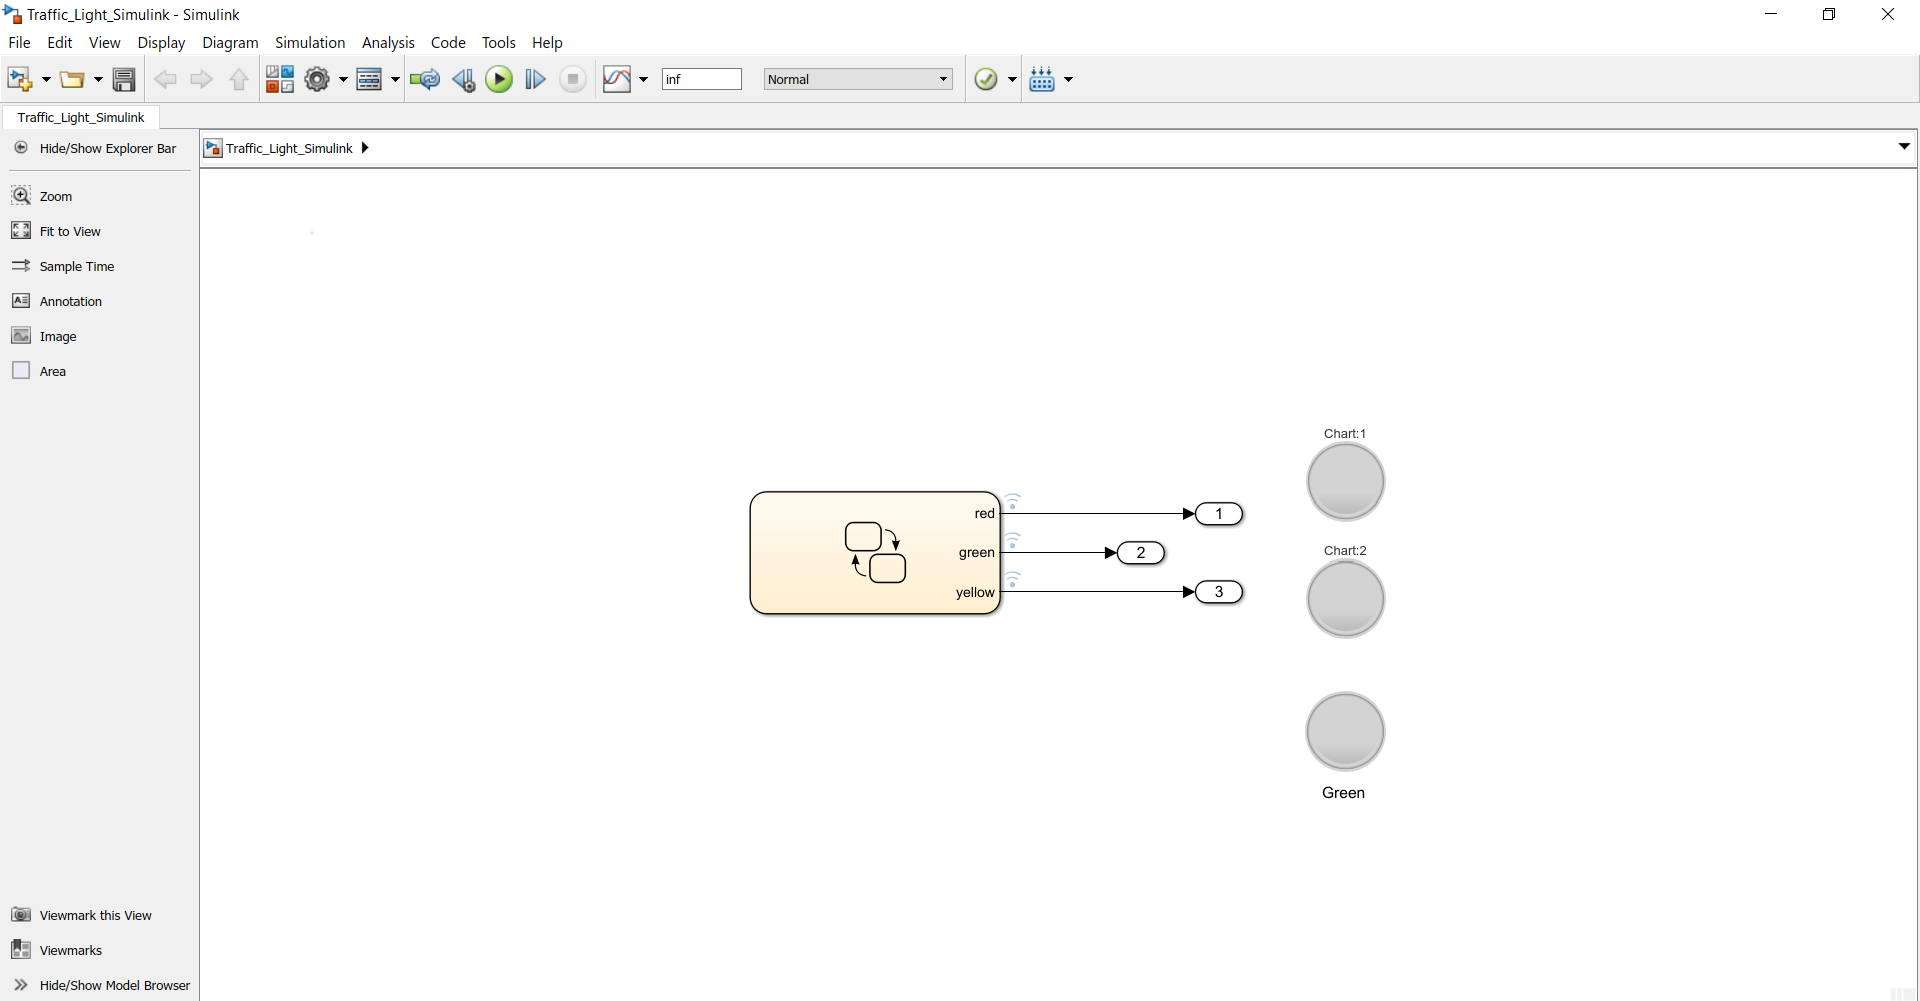 Traffic_Light_Simulink - Simulink
File Edit View Display Diagram Simulation Analysis Code Tools Help
inf Normal
Traffic_Light_Simulink
Hide/Show Explorer Bar
Traffic_Light_Simulink
Zoom
Fit to View
Sample Time
Annotation
Image
Area
Chart:1
red 1
green 2
Chart:2
yellow 3
Green
Viewmark this View
Viewmarks
Hide/Show Model Browser